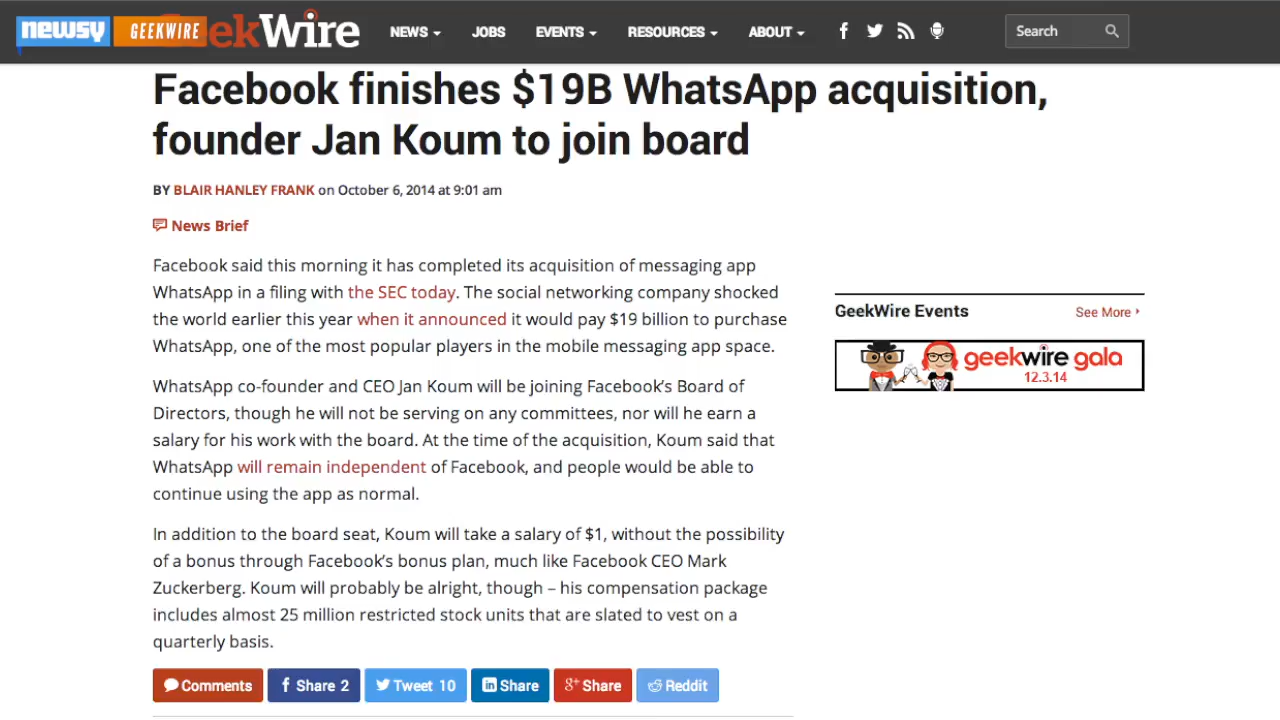 newsy GEEKWIRE ekWire NEWS JOBS EVENTS RESOURCES ABOUT Search
Facebook finishes $19B WhatsApp acquisition,
founder Jan Koum to join board
BY BLAIR HANLEY FRANK on October 6, 2014 at 9:01 am
News Brief
Facebook said this morning it has completed its acquisition of messaging app
WhatsApp in a filing with the SEC today. The social networking company shocked
the world earlier this year when it announced it would pay $19 billion to purchase
WhatsApp, one of the most popular players in the mobile messaging app space.
WhatsApp co-founder and CEO Jan Koum will be joining Facebook's Board of
Directors, though he will not be serving on any committees, nor will he earn a
salary for his work with the board. At the time of the acquisition, Koum said that
WhatsApp will remain independent of Facebook, and people would be able to
continue using the app as normal.
In addition to the board seat, Koum will take a salary of $1, without the possibility
of a bonus through Facebook's bonus plan, much like Facebook CEO Mark
Zuckerberg. Koum will probably be alright, though – his compensation package
includes almost 25 million restricted stock units that are slated to vest on a
quarterly basis.
Comments Share 2 Tweet 10 Share Share Reddit
GeekWire Events See More
geekwire gala
12.3.14